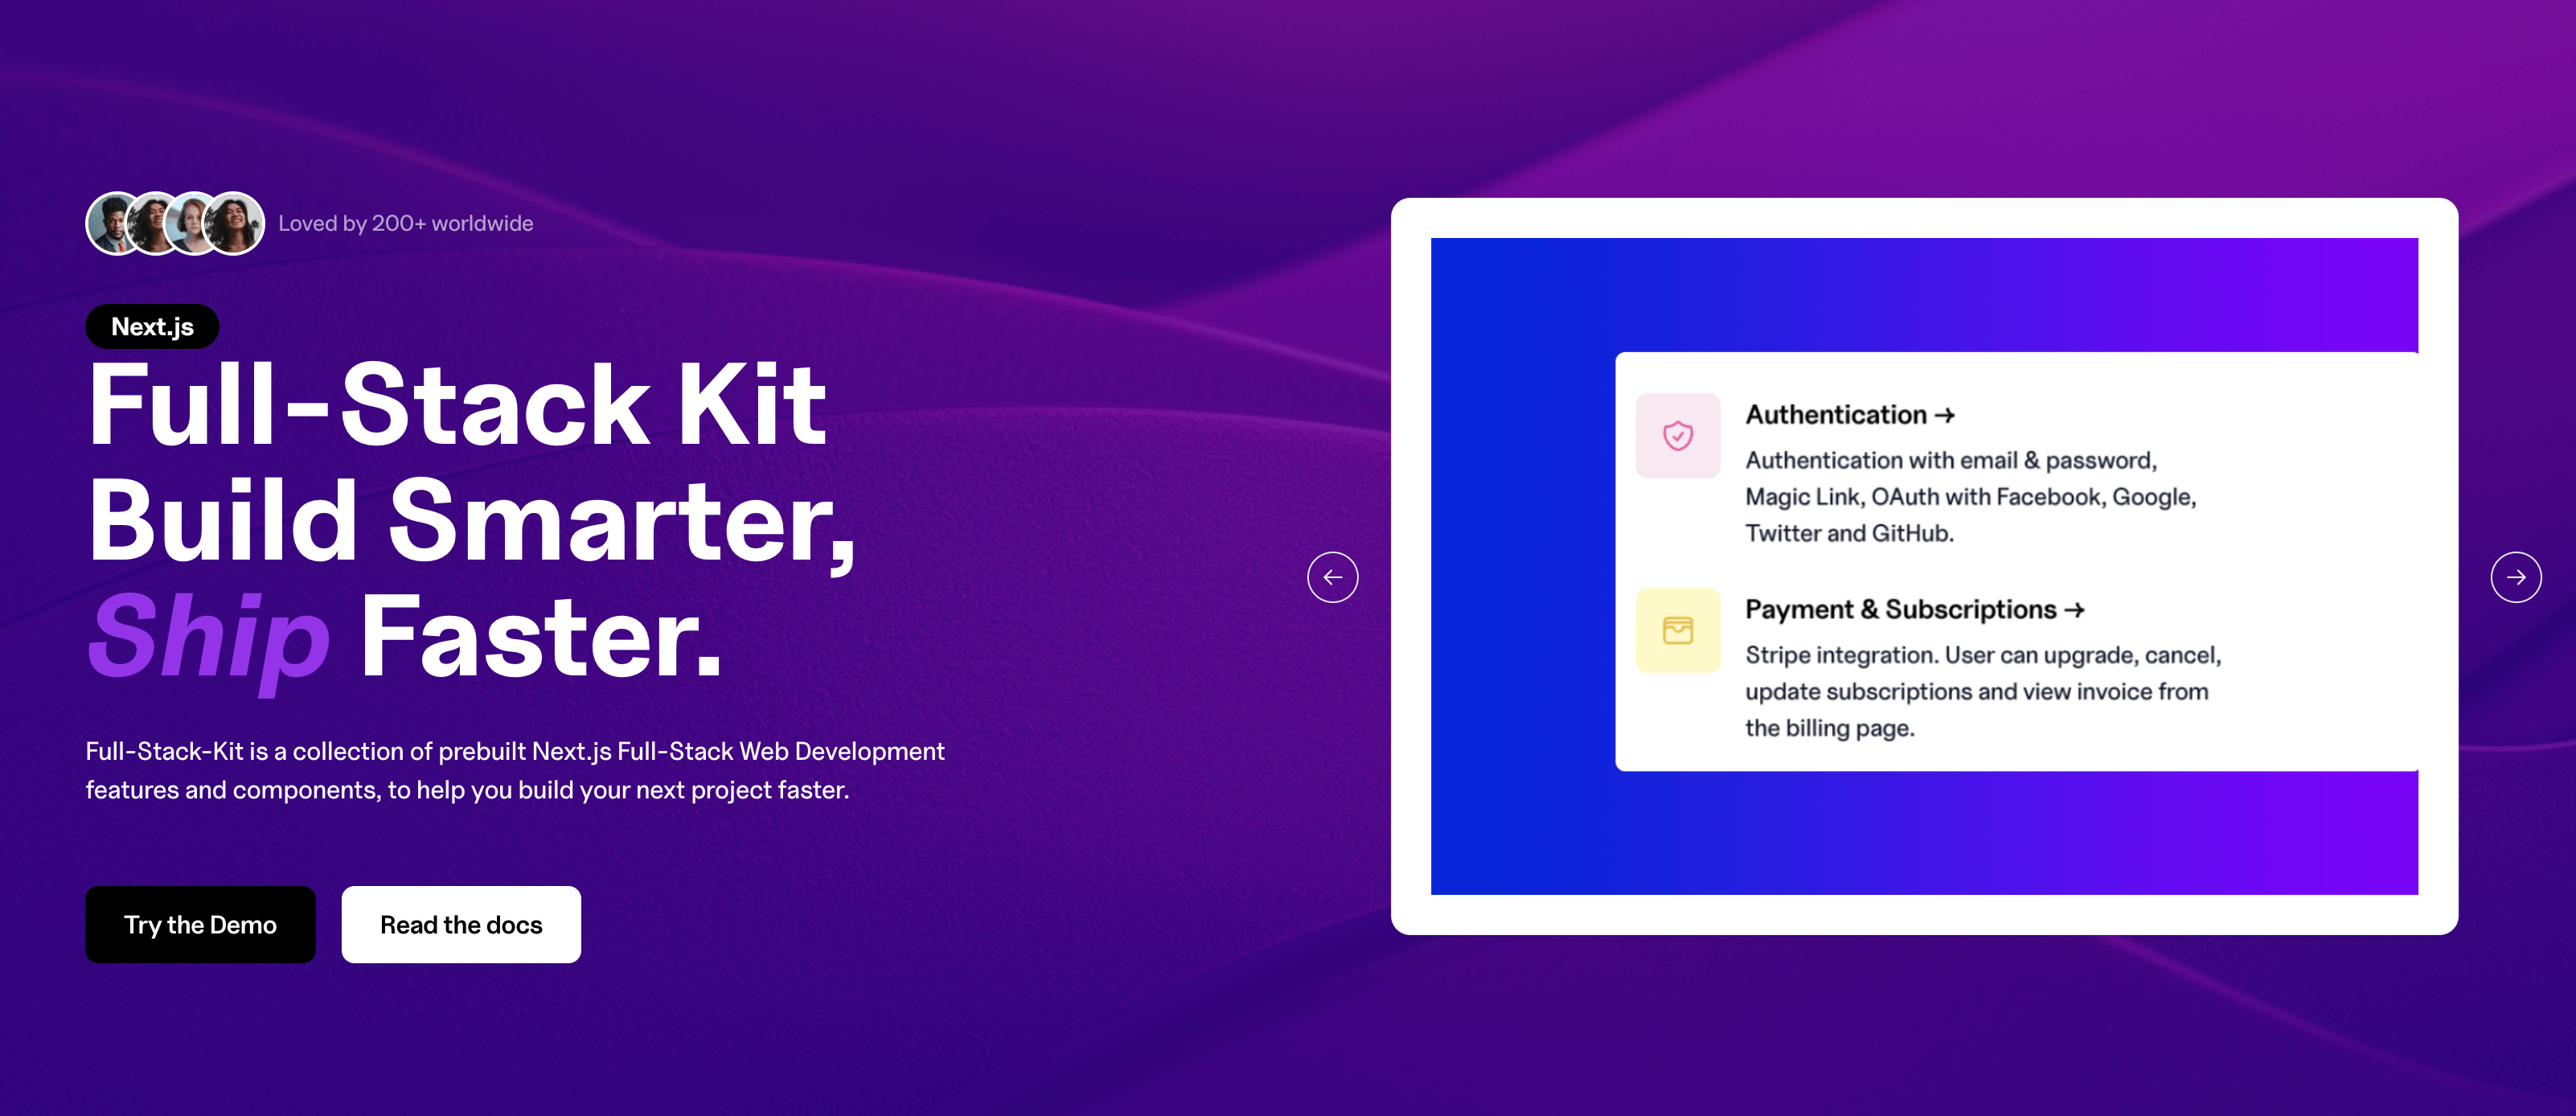 Loved by 200+ worldwide
Next.js
Full-Stack Kit
Build Smarter,
Ship Faster.
Full-Stack-Kit is a collection of prebuilt Next.js Full-Stack Web Development
features and components, to help you build your next project faster.
Try the Demo
Read the docs
Authentication →
Authentication with email & password,
Magic Link, OAuth with Facebook, Google,
Twitter and GitHub.
Payment & Subscriptions →
Stripe integration. User can upgrade, cancel,
update subscriptions and view invoice from
the billing page.